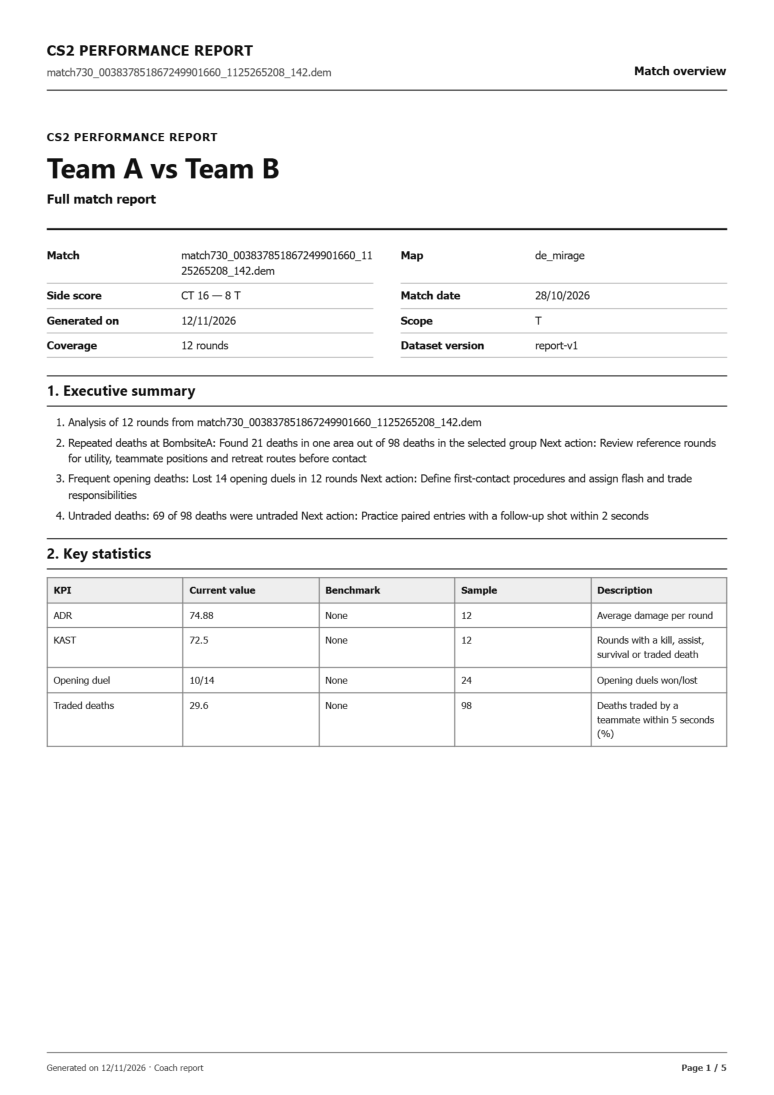 CS2 PERFORMANCE REPORT
match730_003837851867249901660_1125265208_142.dem
Match overview
CS2 PERFORMANCE REPORT
Team A vs Team B
Full match report
Match
match730_003837851867249901660_11
25265208_142.dem
Map
de_mirage
Side score
CT 16 — 8 T
Match date
28/10/2026
Generated on
12/11/2026
Scope
T
Coverage
12 rounds
Dataset version
report-v1
1. Executive summary
1. Analysis of 12 rounds from match730_003837851867249901660_1125265208_142.dem
2. Repeated deaths at BombsiteA: Found 21 deaths in one area out of 98 deaths in the selected group Next action: Review reference rounds
for utility, teammate positions and retreat routes before contact
3. Frequent opening deaths: Lost 14 opening duels in 12 rounds Next action: Define first-contact procedures and assign flash and trade
responsibilities
4. Untraded deaths: 69 of 98 deaths were untraded Next action: Practice paired entries with a follow-up shot within 2 seconds
2. Key statistics
KPI Current value Benchmark Sample Description
ADR 74.88 None 12 Average damage per round
KAST 72.5 None 12 Rounds with a kill, assist,
survival or traded death
Opening duel 10/14 None 24 Opening duels won/lost
Traded deaths 29.6 None 98 Deaths traded by a
teammate within 5 seconds
(%)
Generated on 12/11/2026 · Coach report
Page 1 / 5